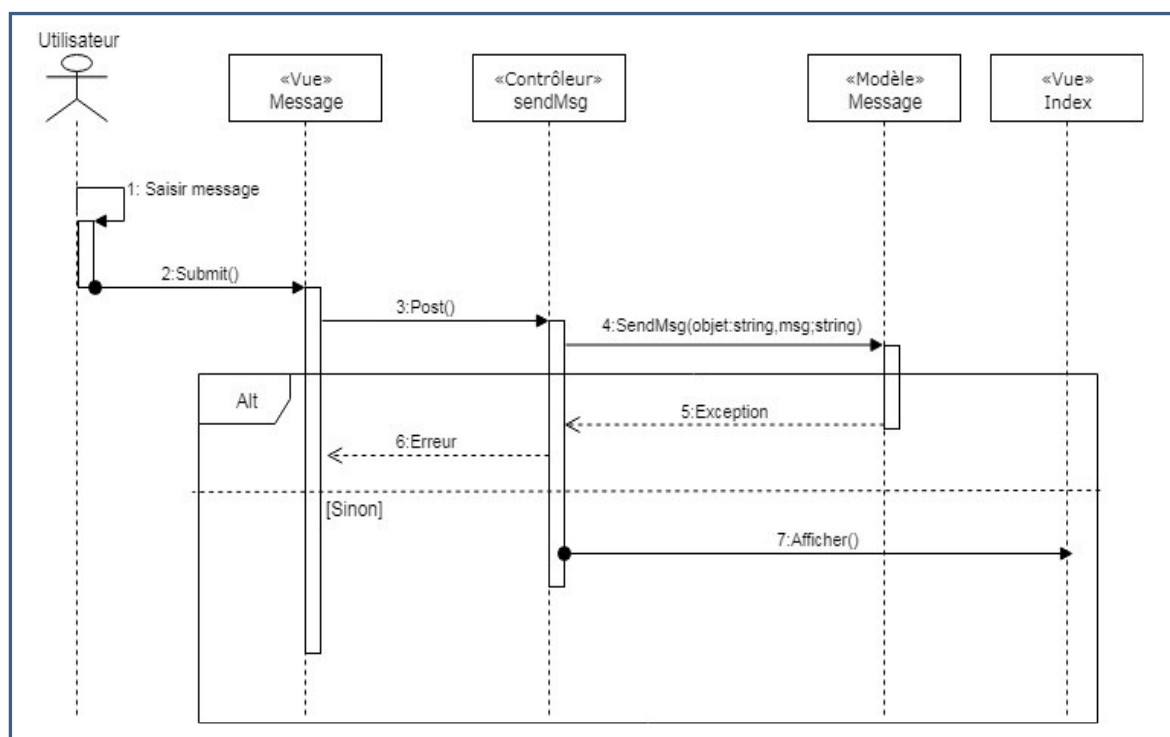 Utilisateur
«Vue»
Message
«Contrôleur»
sendMsg
«Modèle»
Message
«Vue»
Index
1: Saisir message
2:Submit()
3:Post()
4:SendMsg(objet:string,msg;string)
Alt
5:Exception
6:Erreur
[Sinon]
7:Afficher()